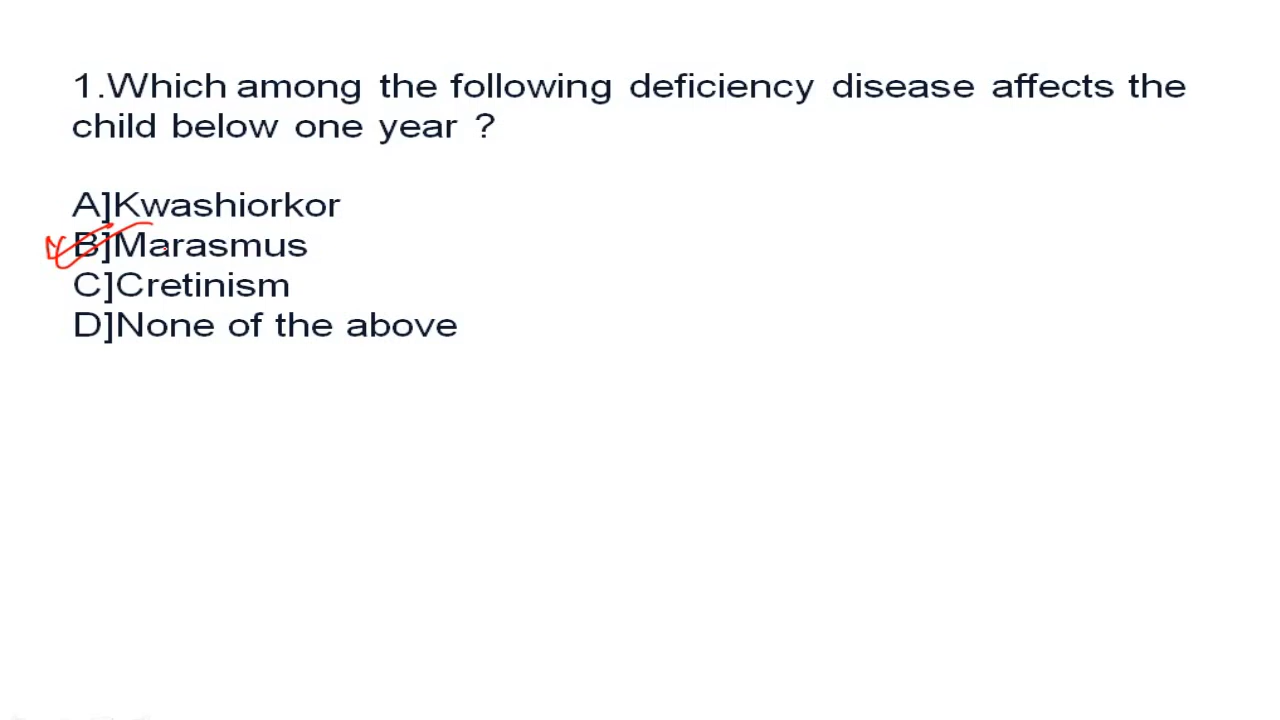 1.Which among the following deficiency disease affects the
child below one year ?
A]Kwashiorkor
B]Marasmus
C]Cretinism
D]None of the above